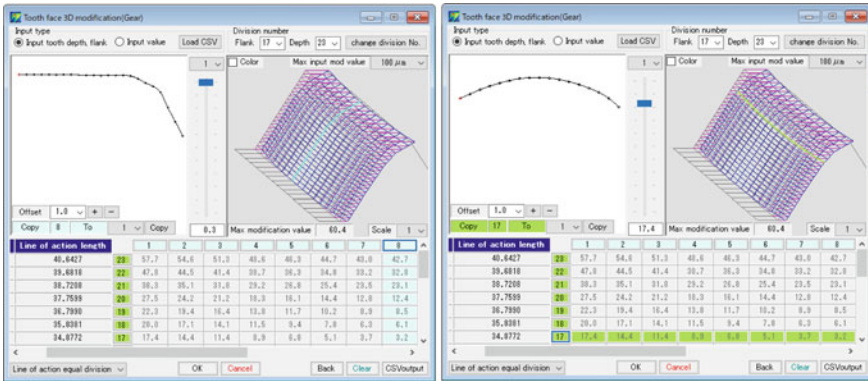 Tooth face 3D modification(Gear)
Input type
Input tooth depth, flank
Input value
Load CSV
Division number
Flank 17 Depth 23 change division No.
1
Color
Max input mod value 100 μm
Offset 1.0 + −
Copy 8 To 1 Copy
0.3
Max modification value 60.4 Scale 1
Line of action length 1 2 3 4 5 6 7 8
40.6427 23 57.7 54.6 51.3 48.6 48.3 44.7 43.0 42.7
39.6818 22 47.8 44.5 41.4 38.7 36.3 34.8 33.2 32.8
38.7208 21 38.3 35.1 31.8 29.2 26.8 25.4 23.5 23.1
37.7599 20 27.5 24.2 21.2 18.3 16.1 14.4 12.8 12.4
36.7990 19 22.3 19.4 16.4 13.8 11.7 10.2 8.9 8.5
35.8381 18 20.0 17.1 14.1 11.5 9.4 7.8 6.3 6.1
34.8772 17 17.4 14.4 11.4 8.9 6.8 5.1 3.7 3.2
Line of action equal division
OK
Cancel
Back
Clear
CSVoutput
Tooth face 3D modification(Gear)
Input type
Input tooth depth, flank
Input value
Load CSV
Division number
Flank 17 Depth 23 change division No.
1
Color
Max input mod value 100 μm
Offset 1.0 + −
Copy 17 To 1 Copy
17.4
Max modification value 60.4 Scale 1
Line of action length 1 2 3 4 5 6 7 8
40.6427 23 57.7 54.6 51.3 48.6 48.3 44.7 43.0 42.7
39.6818 22 47.8 44.5 41.4 38.7 36.3 34.8 33.2 32.8
38.7208 21 38.3 35.1 31.8 29.2 26.8 25.4 23.5 23.1
37.7599 20 27.5 24.2 21.2 18.3 16.1 14.4 12.8 12.4
36.7990 19 22.3 19.4 16.4 13.8 11.7 10.2 8.9 8.5
35.8381 18 20.0 17.1 14.1 11.5 9.4 7.8 6.3 6.1
34.8772 17 17.4 14.4 11.4 8.9 6.8 5.1 3.7 3.2
Line of action equal division
OK
Cancel
Back
Clear
CSVoutput